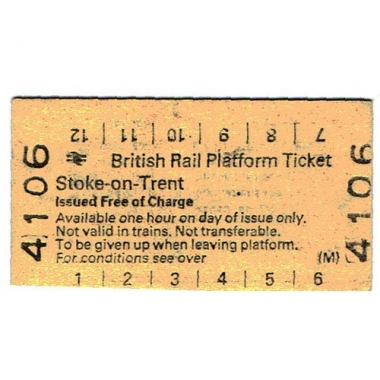 12 11 10 9 8 7
British Rail Platform Ticket
Stoke-on-Trent
Issued Free of Charge
Available one hour on day of issue only.
Not valid in trains. Not transferable.
To be given up when leaving platform.
For conditions see over (M)
1 2 3 4 5 6
4106
4106